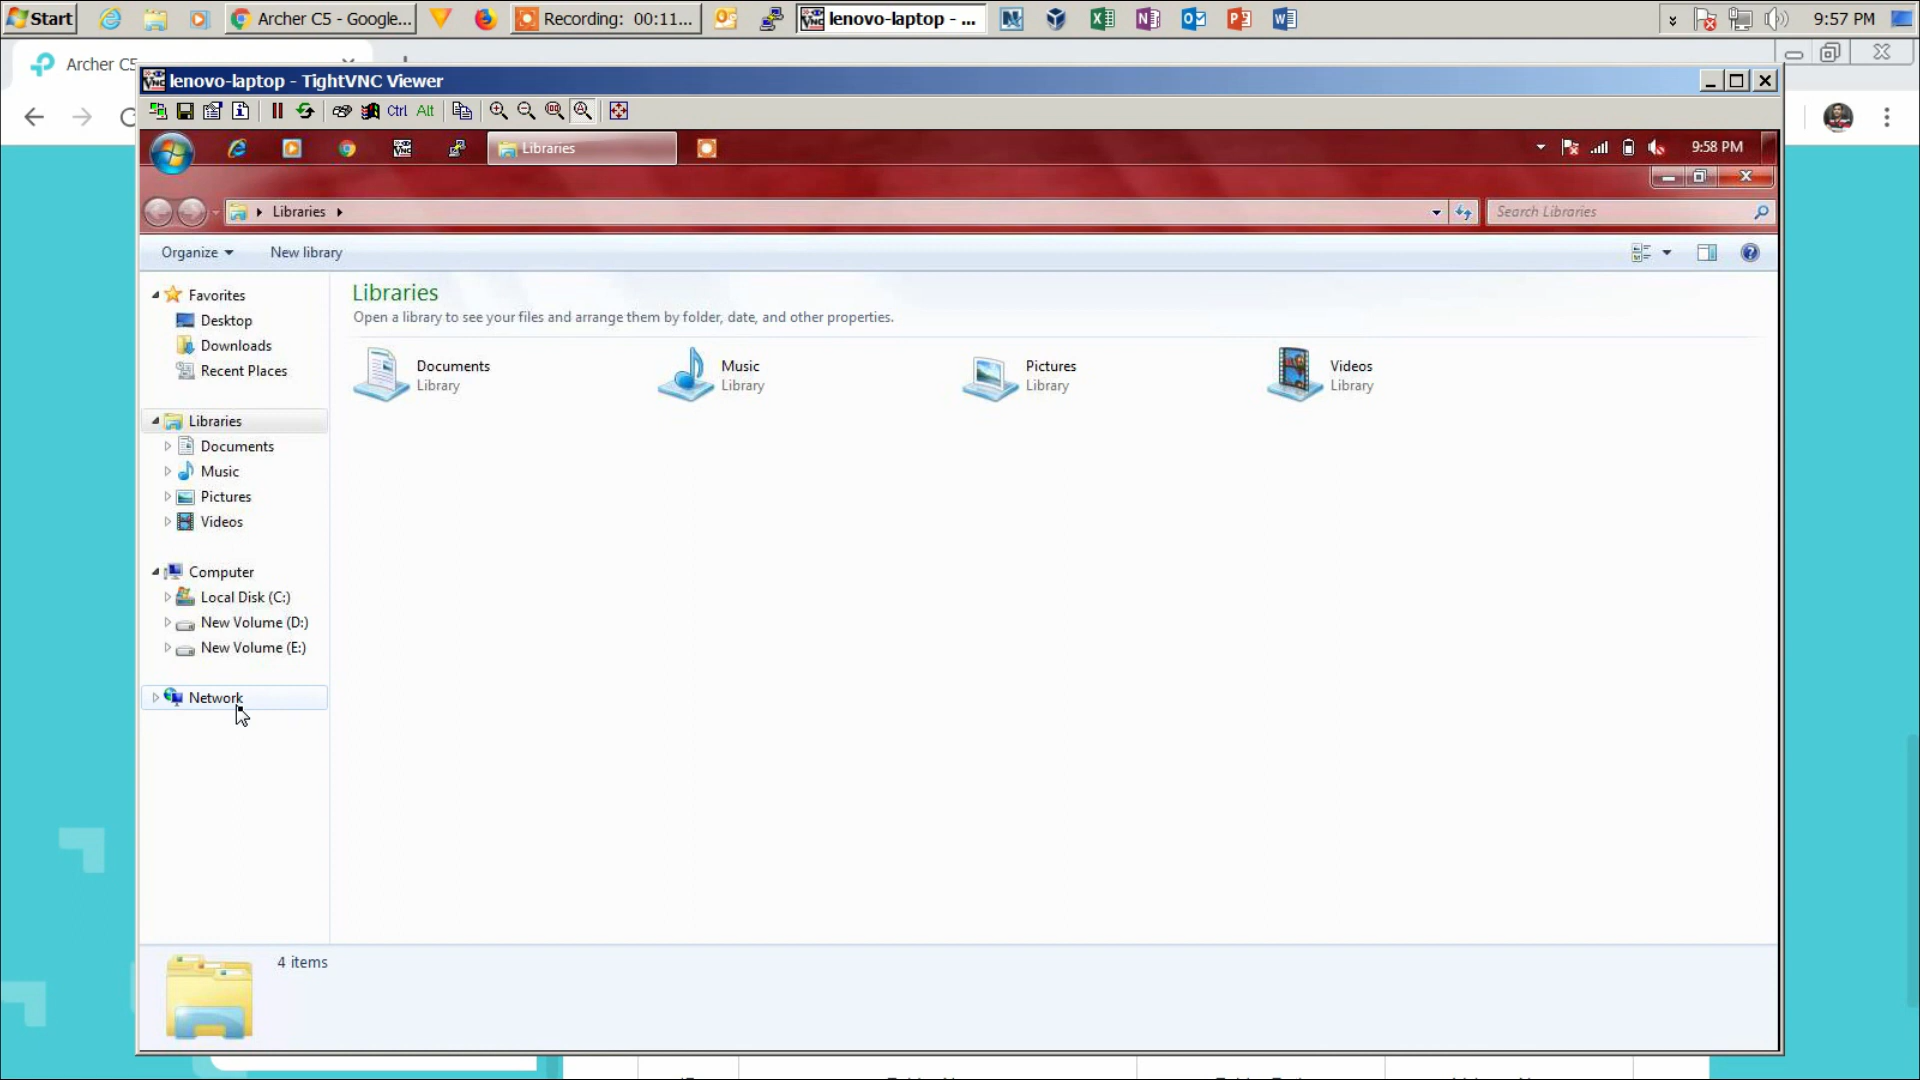 Start
Archer C5 - Google...
Recording: 00:11...
lenovo-laptop - ...
9:57 PM
Archer C5
lenovo-laptop - TightVNC Viewer
Ctrl Alt
Libraries
9:58 PM
Libraries
Search Libraries
Organize
New library
Favorites
Desktop
Downloads
Recent Places
Libraries
Documents
Music
Pictures
Videos
Computer
Local Disk (C:)
New Volume (D:)
New Volume (E:)
Network
Libraries
Open a library to see your files and arrange them by folder, date, and other properties.
Documents
Library
Music
Library
Pictures
Library
Videos
Library
4 items